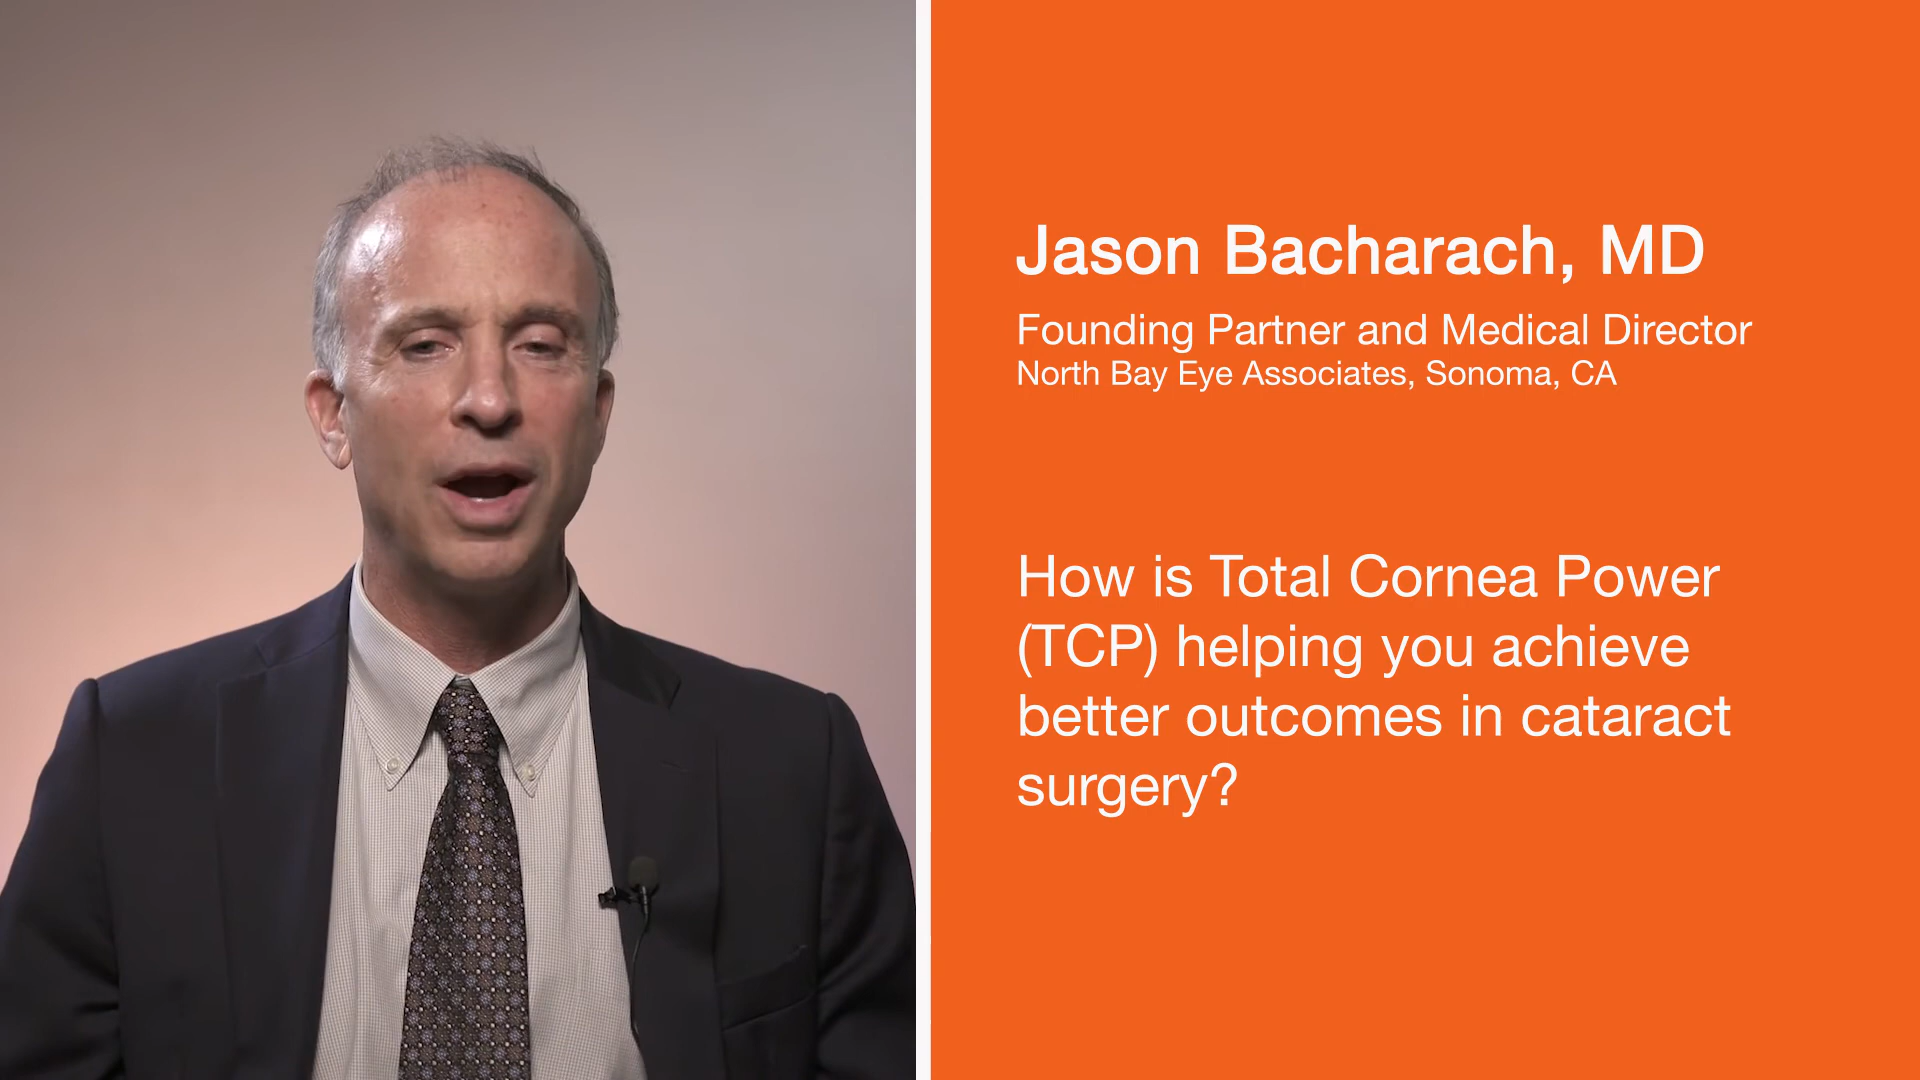 Jason Bacharach, MD
Founding Partner and Medical Director
North Bay Eye Associates, Sonoma, CA
How is Total Cornea Power
(TCP) helping you achieve
better outcomes in cataract
surgery?